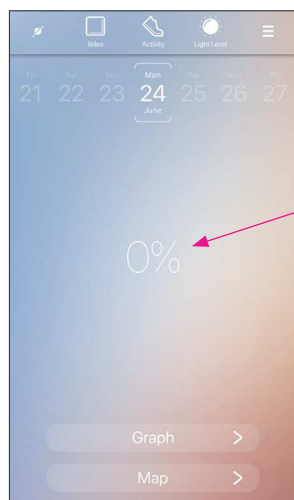 Activity
Light Level
Fri Sat Sun Mon Tue Wed Thu
21 22 23 24 25 26 27
June
0%
Graph
Map